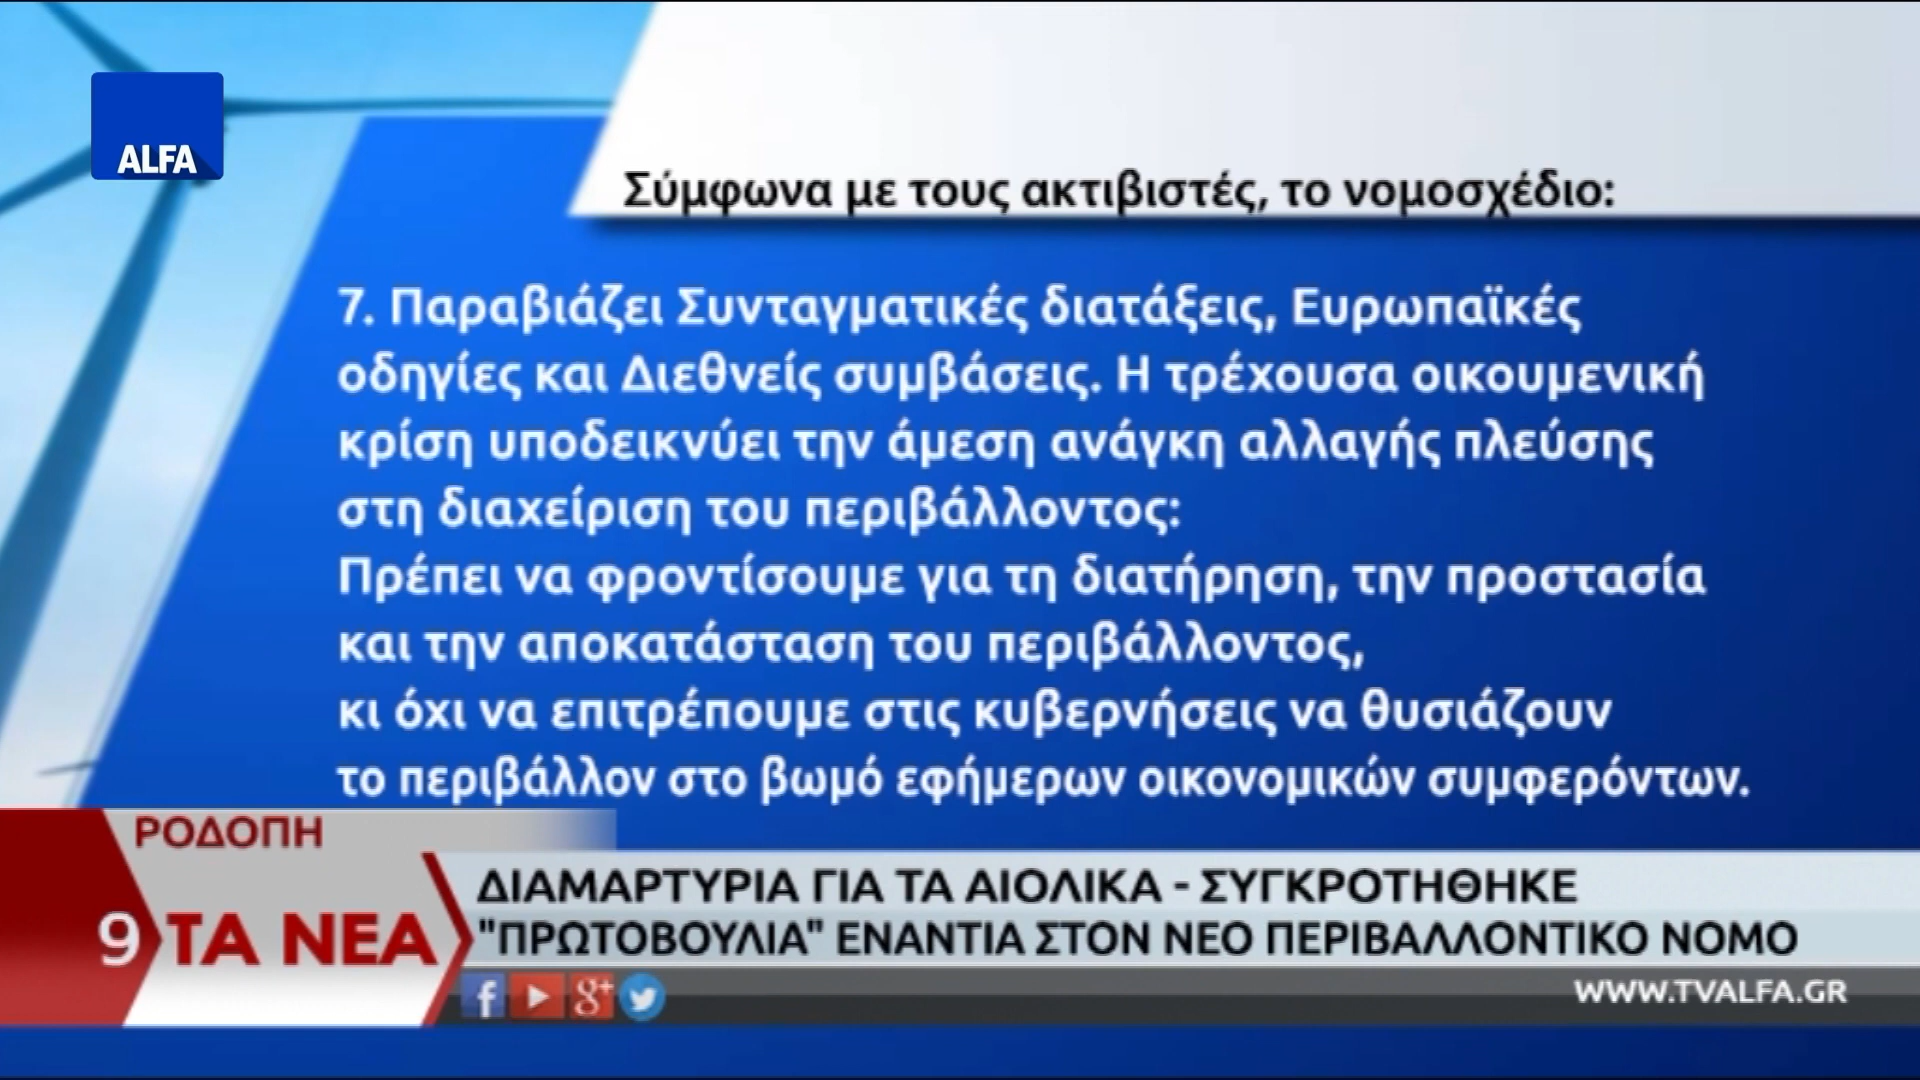 ALFA
Σύμφωνα με τους ακτιβιστές, το νομοσχέδιο:
7. Παραβιάζει Συνταγματικές διατάξεις, Ευρωπαϊκές
οδηγίες και Διεθνείς συμβάσεις. Η τρέχουσα οικουμενική
κρίση υποδεικνύει την άμεση ανάγκη αλλαγής πλεύσης
στη διαχείριση του περιβάλλοντος:
Πρέπει να φροντίσουμε για τη διατήρηση, την προστασία
και την αποκατάσταση του περιβάλλοντος,
κι όχι να επιτρέπουμε στις κυβερνήσεις να θυσιάζουν
το περιβάλλον στο βωμό εφήμερων οικονομικών συμφερόντων.
ΡΟΔΟΠΗ
9 ΤΑ ΝΕΑ
ΔΙΑΜΑΡΤΥΡΙΑ ΓΙΑ ΤΑ ΑΙΟΛΙΚΑ - ΣΥΓΚΡΟΤΗΘΗΚΕ
"ΠΡΩΤΟΒΟΥΛΙΑ" ΕΝΑΝΤΙΑ ΣΤΟΝ ΝΕΟ ΠΕΡΙΒΑΛΛΟΝΤΙΚΟ ΝΟΜΟ
f g+
WWW.TVALFA.GR